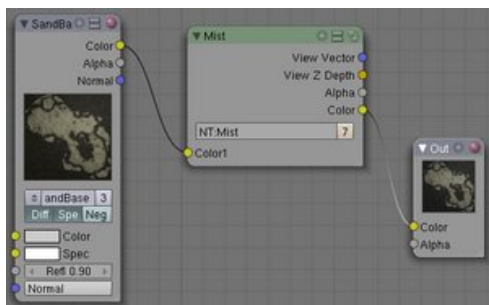 SandBa
Color
Alpha
Normal
andBase 3
Diff Spe Neg
Color
Spec
Refl 0.90
Normal
Mist
View Vector
View Z Depth
Alpha
Color
NT:Mist 7
Color1
Out
Color
Alpha